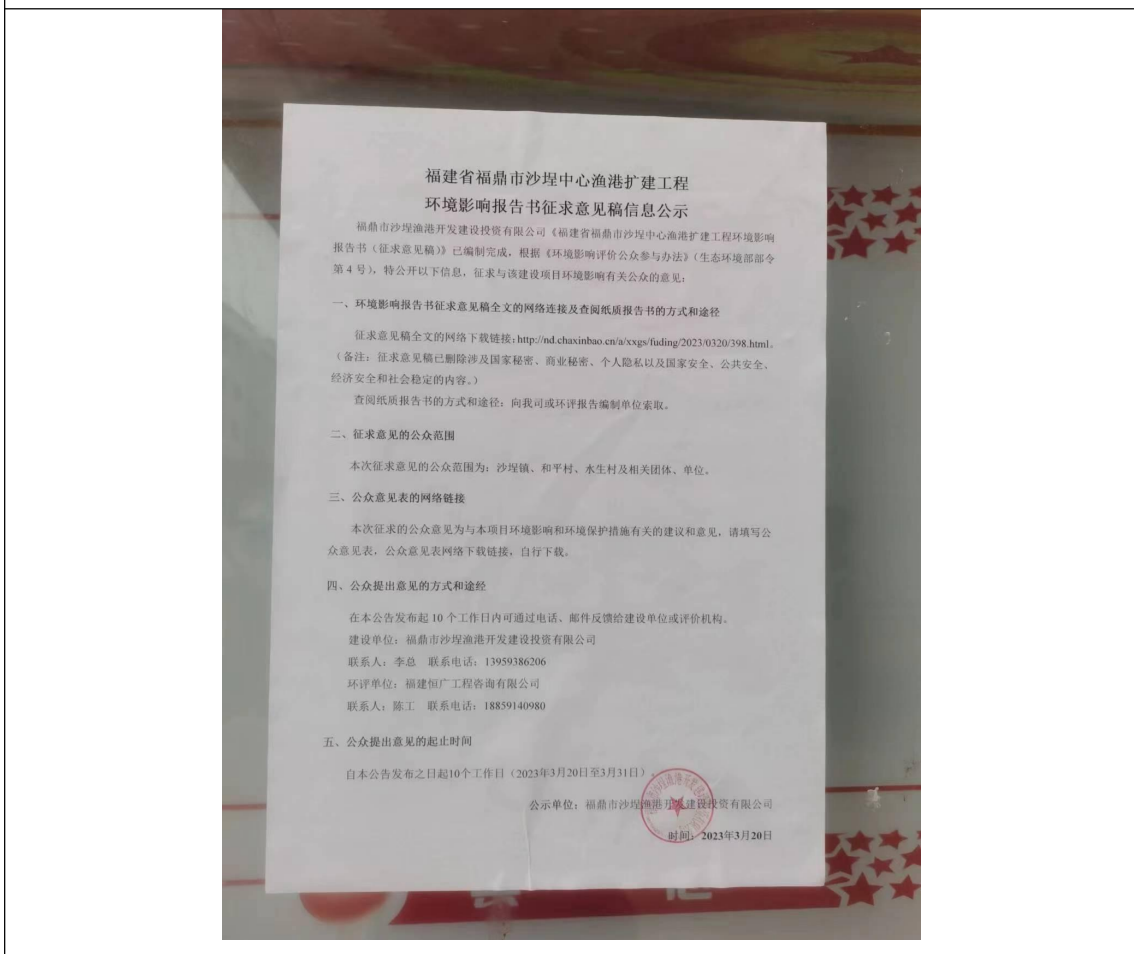 福建省福鼎市沙埕中心渔港扩建工程
环境影响报告书征求意见稿信息公示
福鼎市沙埕渔港开发建设投资有限公司《福建省福鼎市沙埕中心渔港扩建工程环境影响
报告书（征求意见稿）》已编制完成，根据《环境影响评价公众参与办法》（生态环境部部令
第 4 号），特公开以下信息，征求与该建设项目环境影响有关公众的意见：
一、环境影响报告书征求意见稿全文的网络连接及查阅纸质报告书的方式和途径
征求意见稿全文的网络下载链接：http://nd.chaxinbao.cn/a/xxgs/fuding/2023/0320/398.html。
（备注：征求意见稿已删除涉及国家秘密、商业秘密、个人隐私以及国家安全、公共安全、
经济安全和社会稳定的内容。）
查阅纸质报告书的方式和途径：向我司或环评报告编制单位索取。
二、征求意见的公众范围
本次征求意见的公众范围为：沙埕镇、和平村、水生村及相关团体、单位。
三、公众意见表的网络链接
本次征求的公众意见为与本项目环境影响和环境保护措施有关的建议和意见，请填写公
众意见表，公众意见表网络下载链接，自行下载。
四、公众提出意见的方式和途经
在本公告发布起 10 个工作日内可通过电话、邮件反馈给建设单位或评价机构。
建设单位：福鼎市沙埕渔港开发建设投资有限公司
联系人：李总 联系电话：13959386206
环评单位：福建恒广工程咨询有限公司
联系人：陈工 联系电话：18859140980
五、公众提出意见的起止时间
自本公告发布之日起10个工作日（2023年3月20日至3月31日）。
公示单位：福鼎市沙埕渔港开发建设投资有限公司
时间：2023年3月20日